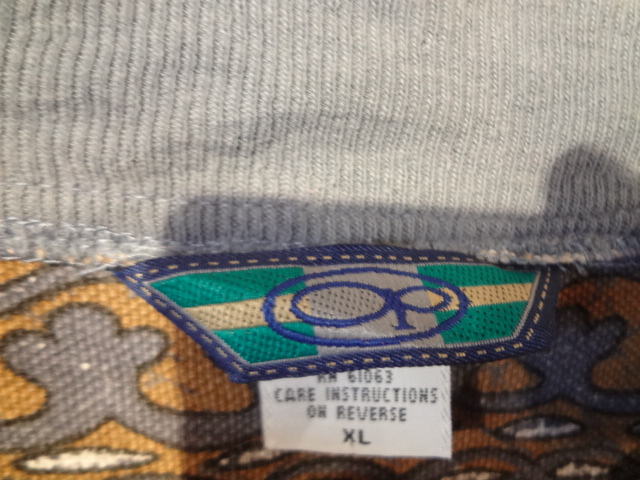 RN 61063
CARE INSTRUCTIONS
ON REVERSE
XL